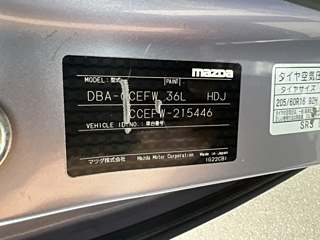 mazda
MODEL: 型式 PAINT
DBA- CEFW 36L HDJ
CCEFW-215446
VEHICLE ID.NO.: 車台番号
マツダ株式会社 Mazda Motor Corporation Made in Japan
(G22CB)
タイヤ空気圧
タイヤサイズ
205/60R16 92H